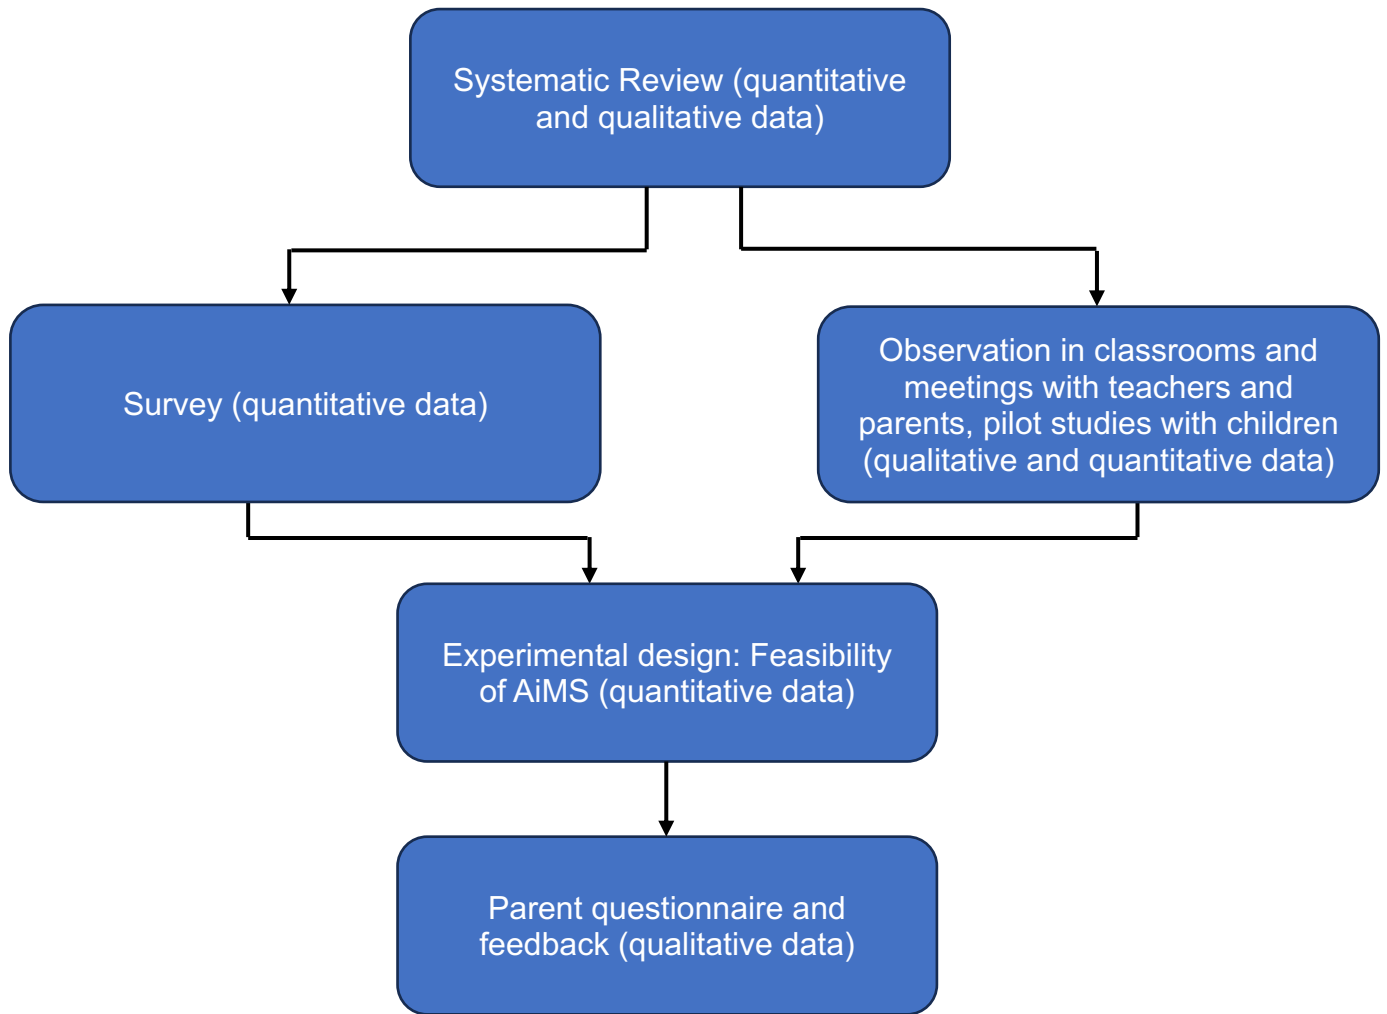 Systematic Review (quantitative
and qualitative data)
Survey (quantitative data)
Observation in classrooms and
meetings with teachers and
parents, pilot studies with children
(qualitative and quantitative data)
Experimental design: Feasibility
of AiMS (quantitative data)
Parent questionnaire and
feedback (qualitative data)